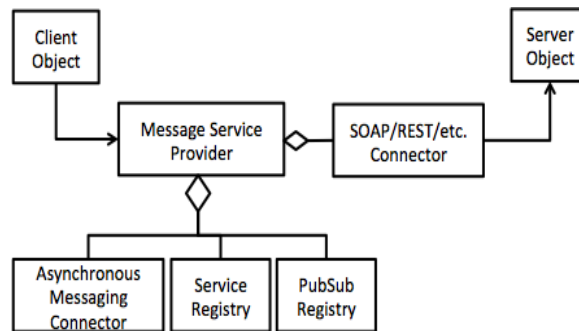 Client
Object
Server
Object
Message Service
Provider
SOAP/REST/etc.
Connector
Asynchronous
Messaging
Connector
Service
Registry
PubSub
Registry